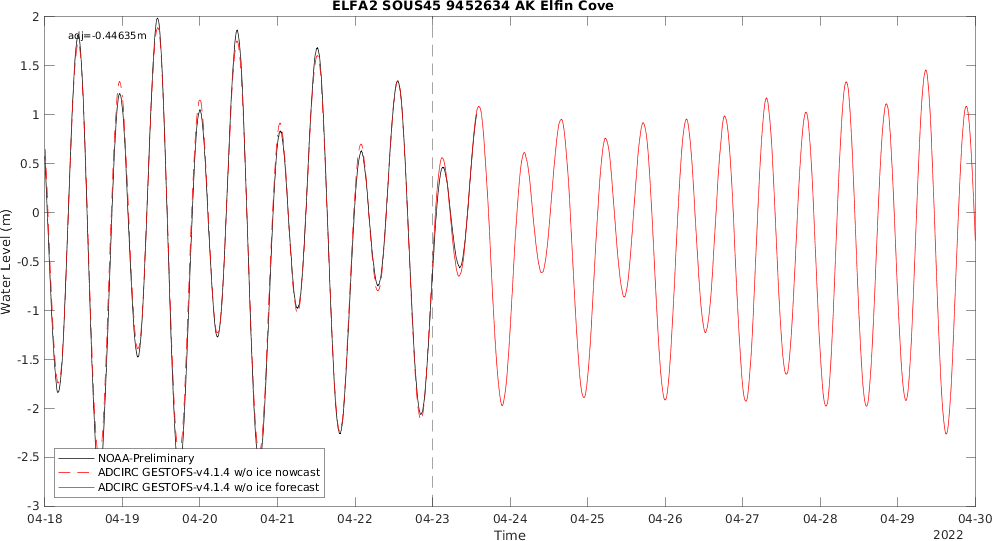 ELFA2 SOUS45 9452634 AK Elfin Cove
adj=-0.44635m
2
1.5
1
0.5
0
-0.5
-1
-1.5
-2
-2.5
-3
Water Level (m)
NOAA-Preliminary
ADCIRC GESTOFS-v4.1.4 w/o ice nowcast
ADCIRC GESTOFS-v4.1.4 w/o ice forecast
04-18 04-19 04-20 04-21 04-22 04-23 04-24 04-25 04-26 04-27 04-28 04-29 04-30
Time
2022